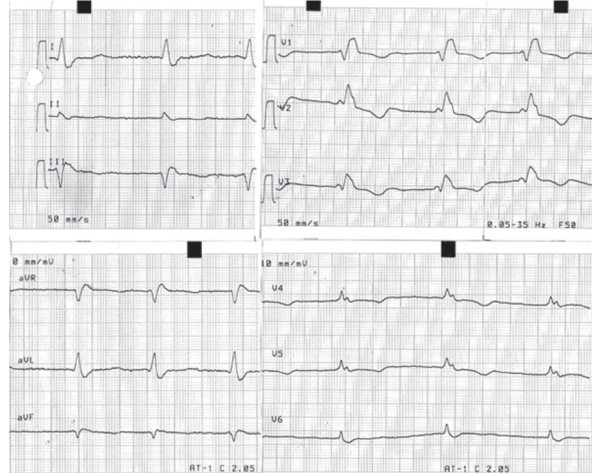 I
II
III
50 mm/s
V1
V2
V3
50 mm/s 0.05-35 Hz F50
0 mm/mV
aVR
aVL
aVF
AT-1 C 2.05
10 mm/mV
V4
V5
V6
AT-1 C 2.05